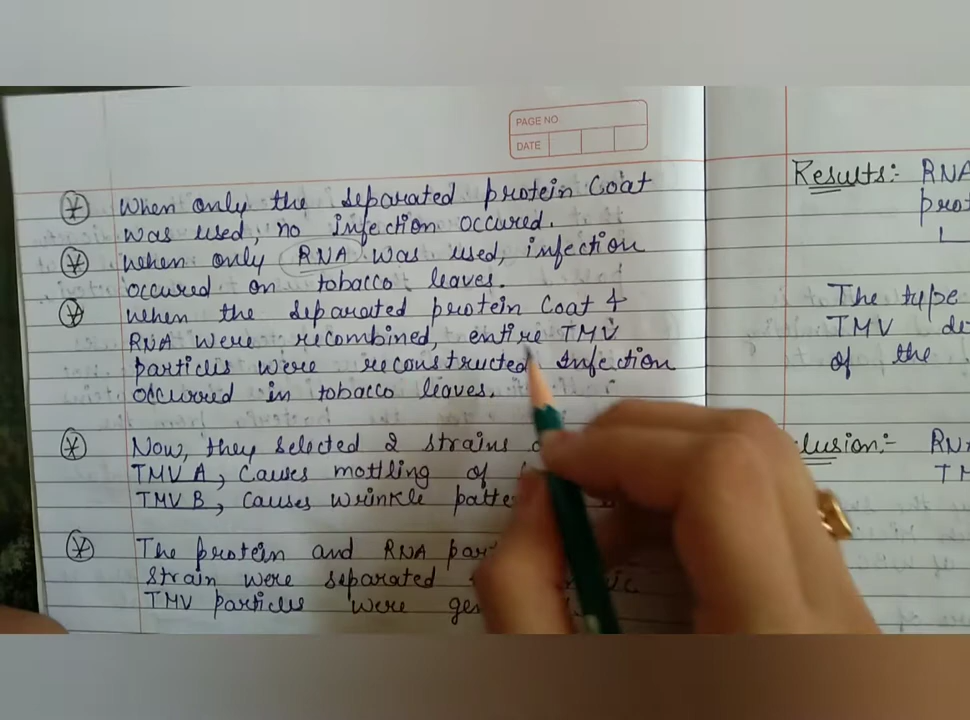 PAGE NO
DATE
When only the separated protein Coat
was used, no Infection occured.
when only RNA was used, infection
occured on tobacco leaves.
when the separated protein Coat &
RNA were recombined, entire TMV
particles were reconstructed Infection
occurred in tobacco leaves.
Now, they selected 2 strains
TMV A, Causes mottling of
TMV B, Causes wrinkle patte
The protein and RNA par
strain were separated
TMV particles were gen
Results:- RNA
prot
The type
TMV de
of the
clusion:- RN
TM